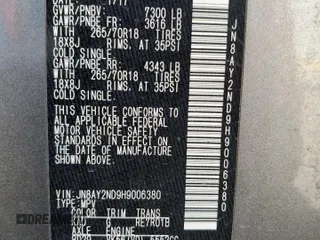 GVWR/PNBV: 7300 LB
GAWR/PNBE FR: 3616 LB
WITH 265/70R18 TIRES
18X8J RIMS. AT 35PSI
COLD SINGLE.
GAWR/PNBE RR: 4343 LB
WITH 265/70R18 TIRES
18X8J RIMS. AT 35PSI
COLD SINGLE.
THIS VEHICLE CONFORMS TO ALL
APPLICABLE FEDERAL
MOTOR VEHICLE SAFETY
STANDARDS IN EFFECT ON THE
DATE OF MANUFACTURE SHOWN
ABOVE.
VIN: JN8AY2ND9H9006380
TYPE: MPV
COLOR TRIM TRANS
G RE7R01B
AXLE ENGINE
JN8AY2ND9H9006380